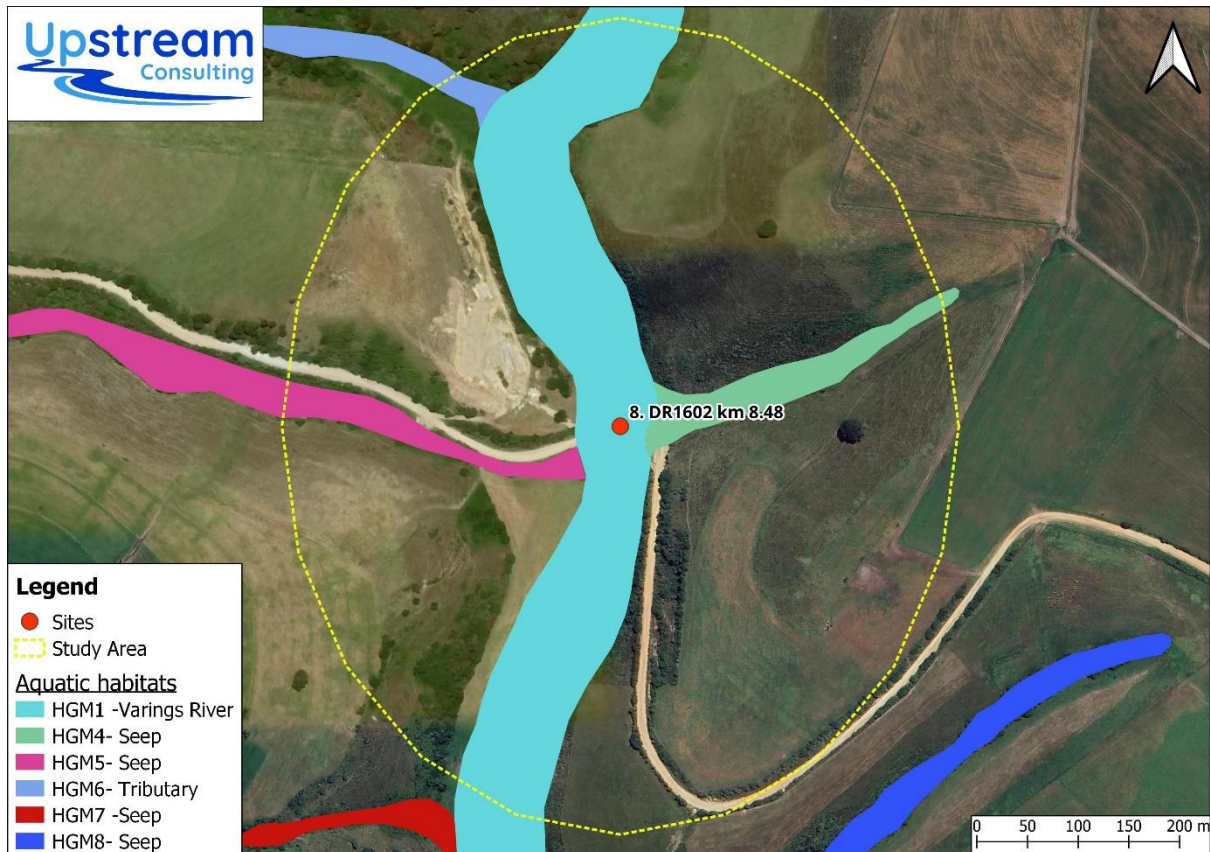 Upstream
Consulting
8. DR1602 km 8.48
Legend
Sites
Study Area
Aquatic habitats
HGM1 -Varings River
HGM4- Seep
HGM5- Seep
HGM6- Tributary
HGM7 -Seep
HGM8- Seep
0 50 100 150 200 m